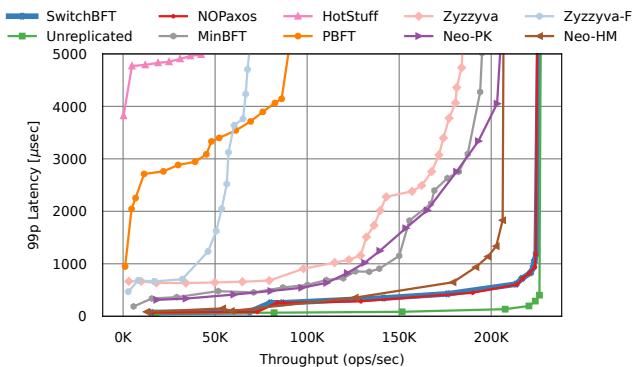 SwitchBFT NOPaxos HotStuff Zyzzyva Zyzzyva-F
Unreplicated MinBFT PBFT Neo-PK Neo-HM
5000
4000
3000
2000
1000
0
99p Latency [μsec]
0K 50K 100K 150K 200K
Throughput (ops/sec)